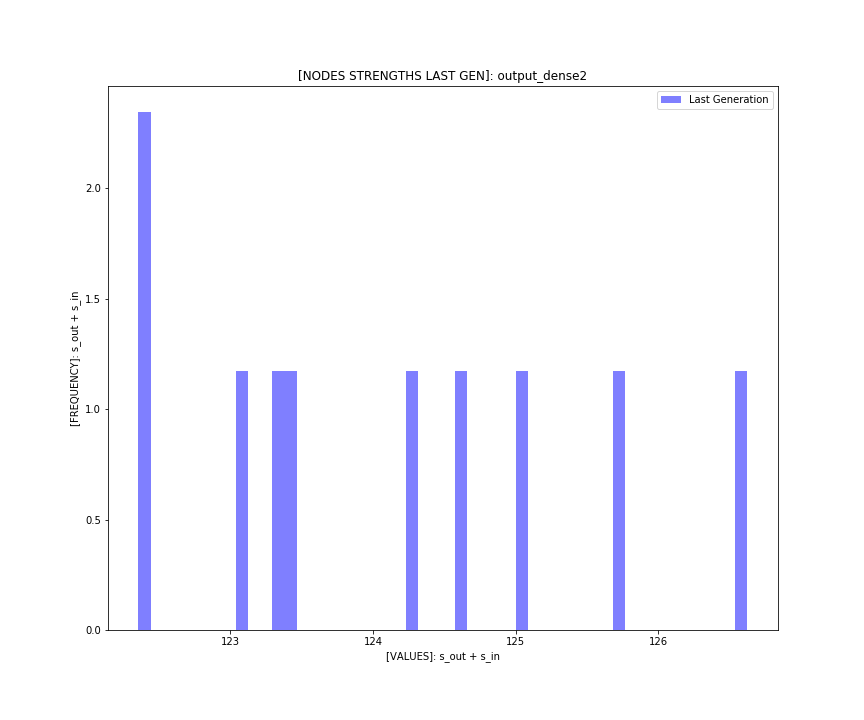 [NODES STRENGTHS LAST GEN]: output_dense2
Last Generation
[FREQUENCY]: s_out + s_in
2.0
1.5
1.0
0.5
0.0
123 124 125 126
[VALUES]: s_out + s_in